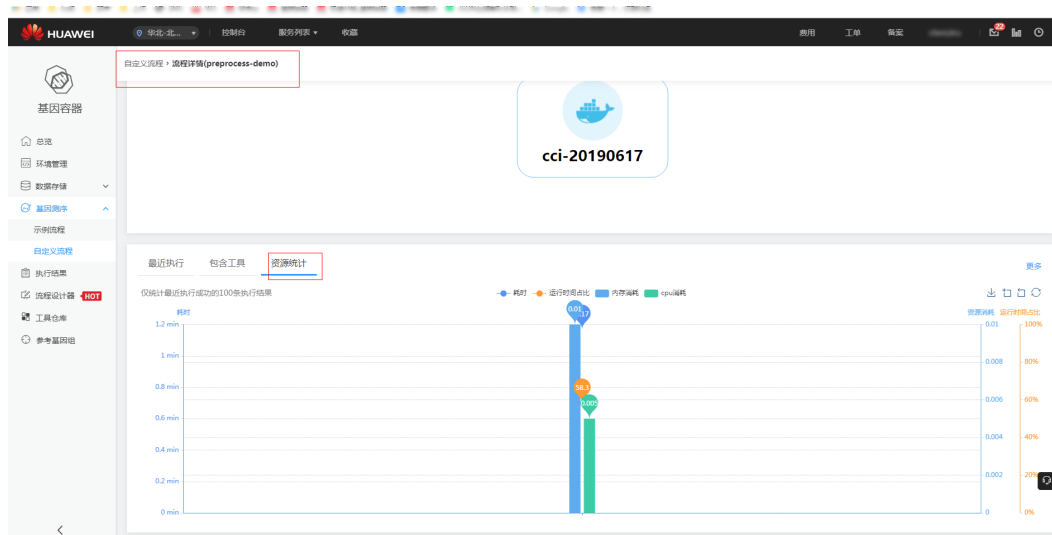 HUAWEI 华北-北... 控制台 服务列表 收藏 费用 工单 备案 22
自定义流程 › 流程详情(preprocess-demo)
基因容器
总览
环境管理
数据存储
基因测序
示例流程
自定义流程
执行结果
流程设计器 HOT
工具仓库
参考基因组
cci-20190617
最近执行 包含工具 资源统计 更多
仅统计最近执行成功的100条执行结果
耗时 运行时间占比 内存消耗 cpu消耗
耗时 资源消耗 运行时间占比
1.2 min 0.01 100%
1 min 0.008 80%
0.8 min 0.006 60%
0.6 min 0.004 40%
0.4 min 0.002 20%
0.2 min
0 min 0 0%
0.01 17
58.3
0.005